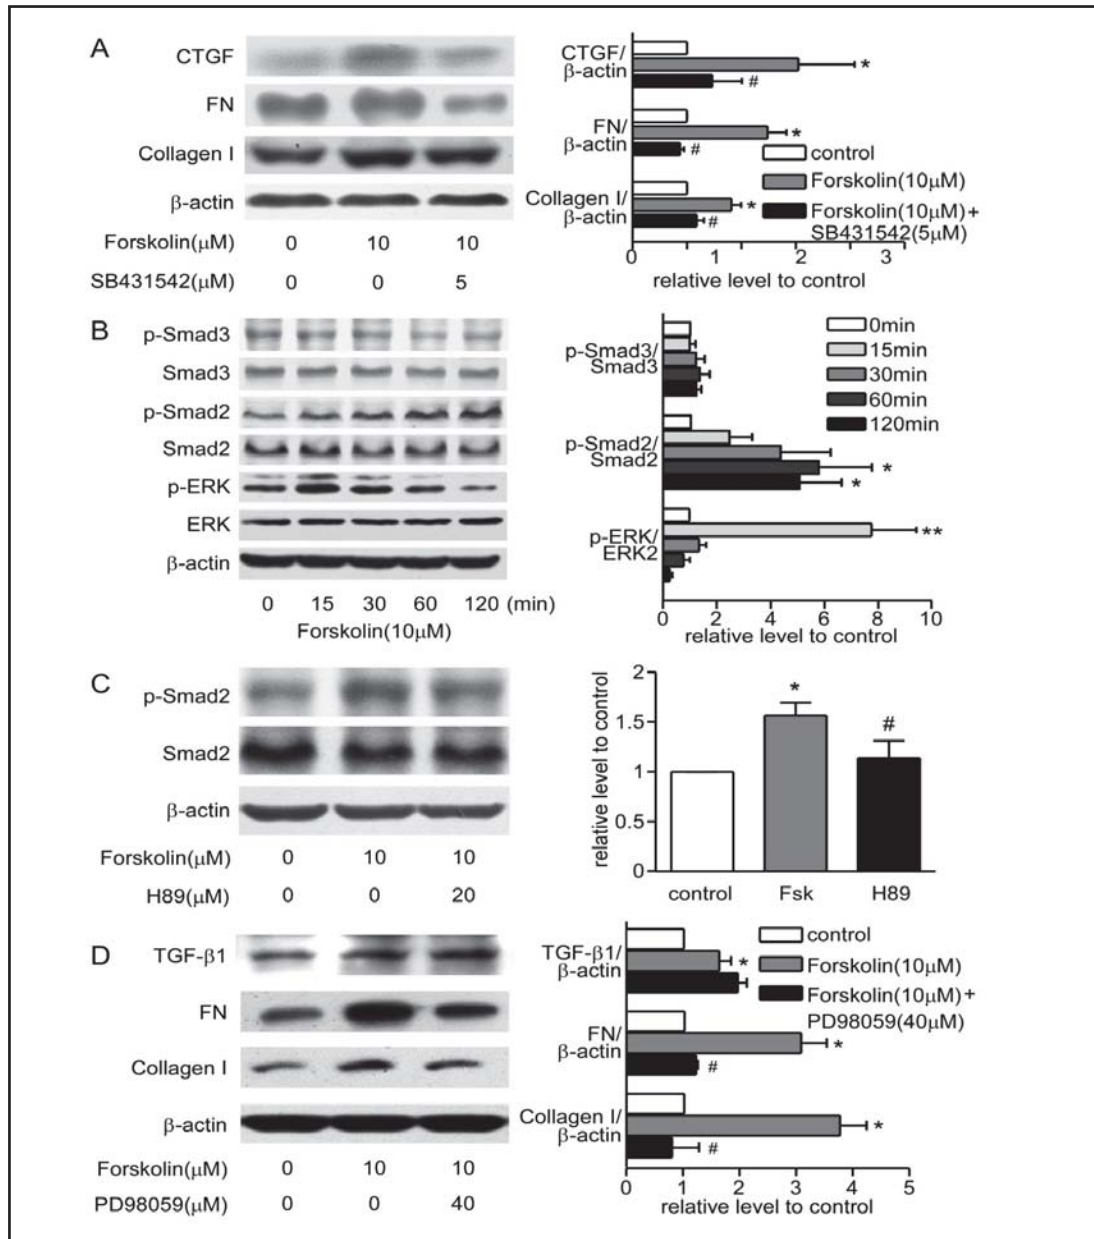 A
CTGF
FN
Collagen I
β-actin
Forskolin(μM) 0 10 10
SB431542(μM) 0 0 5
CTGF/
β-actin
*
#
FN/
β-actin
*
#
Collagen I/
β-actin
*
#
control
Forskolin(10μM)
Forskolin(10μM)+
SB431542(5μM)
0 1 2 3
relative level to control
B
p-Smad3
Smad3
p-Smad2
Smad2
p-ERK
ERK
β-actin
0 15 30 60 120 (min)
Forskolin(10μM)
0min
15min
30min
60min
120min
p-Smad3/
Smad3
p-Smad2/
Smad2
*
*
p-ERK/
ERK2
**
0 2 4 6 8 10
relative level to control
C
p-Smad2
Smad2
β-actin
Forskolin(μM) 0 10 10
H89(μM) 0 0 20
relative level to control
2
1.5
1
0.5
0
*
#
control Fsk H89
D
TGF-β1
FN
Collagen I
β-actin
Forskolin(μM) 0 10 10
PD98059(μM) 0 0 40
TGF-β1/
β-actin
*
FN/
β-actin
*
#
Collagen I/
β-actin
*
#
control
Forskolin(10μM)
Forskolin(10μM)+
PD98059(40μM)
0 1 2 3 4 5
relative level to control